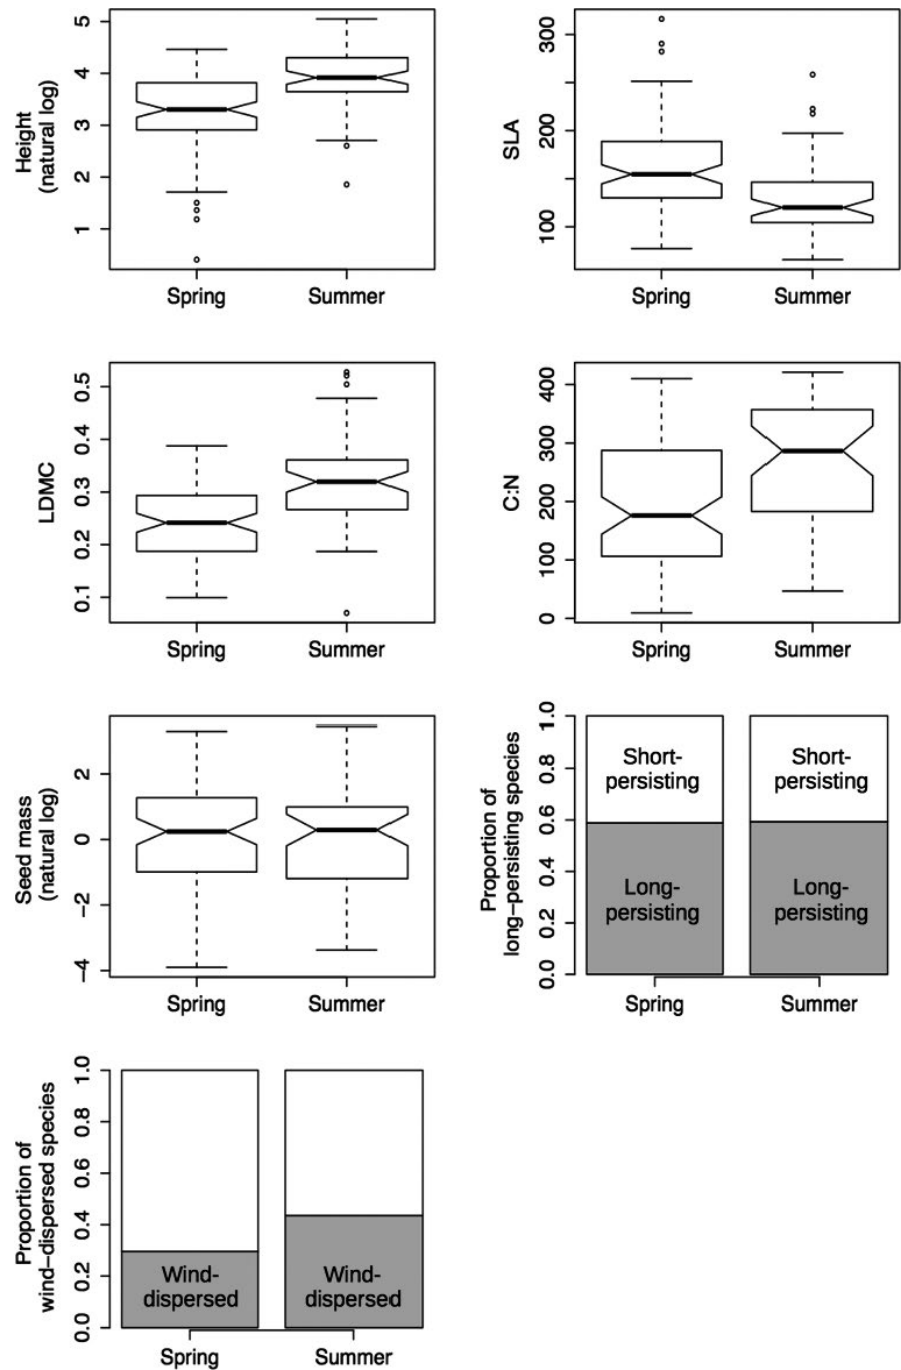 Height
(natural log)
5
4
3
2
1
Spring Summer
SLA
300
200
100
Spring Summer
LDMC
0.5
0.4
0.3
0.2
0.1
Spring Summer
C:N
400
300
200
100
0
Spring Summer
Seed mass
(natural log)
2
0
−2
−4
Spring Summer
Proportion of
long−persisting species
1.0
0.8
0.6
0.4
0.2
0.0
Short-
persisting
Short-
persisting
Long-
persisting
Long-
persisting
Spring Summer
Proportion of
wind−dispersed species
1.0
0.8
0.6
0.4
0.2
0.0
Wind-
dispersed
Wind-
dispersed
Spring Summer